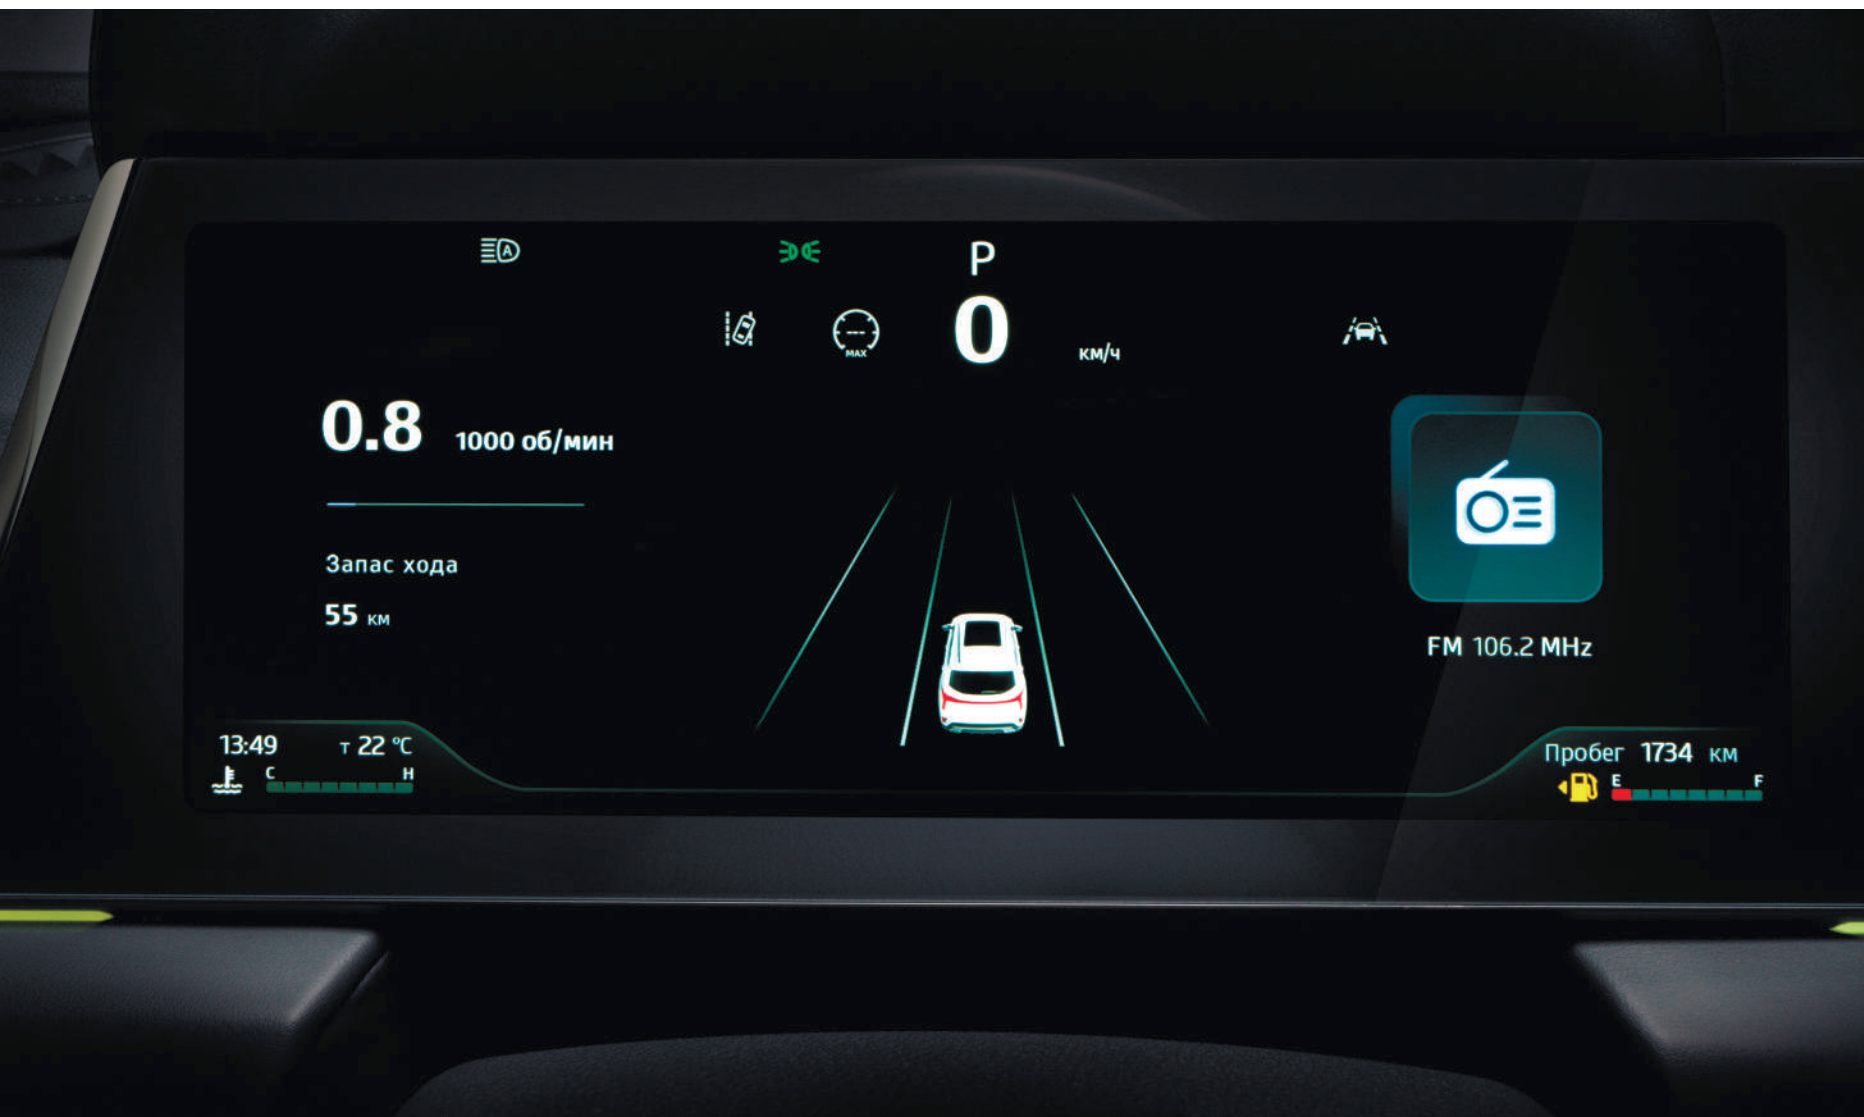 A
P
0 км/ч
--- MAX
0.8 1000 об/мин
Запас хода
55 км
FM 106.2 MHz
13:49 т 22 °C
C H
Пробег 1734 км
E F